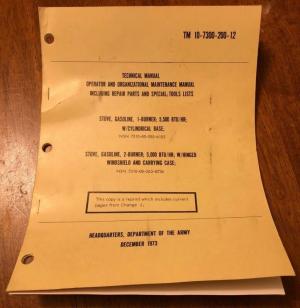 TM 10-7300-200-12
TECHNICAL MANUAL
OPERATOR AND ORGANIZATIONAL MAINTENANCE MANUAL
INCLUDING REPAIR PARTS AND SPECIAL TOOLS LISTS
STOVE, GASOLINE, 1-BURNER; 5,500 BTU/HR;
W/CYLINDRICAL BASE;
STOVE, GASOLINE, 2-BURNER; 5,000 BTU/HR, W/HINGED
WINDSHIELD AND CARRYING CASE;
This copy is a reprint which includes current
pages from Change 1.
HEADQUARTERS, DEPARTMENT OF THE ARMY
DECEMBER 1973